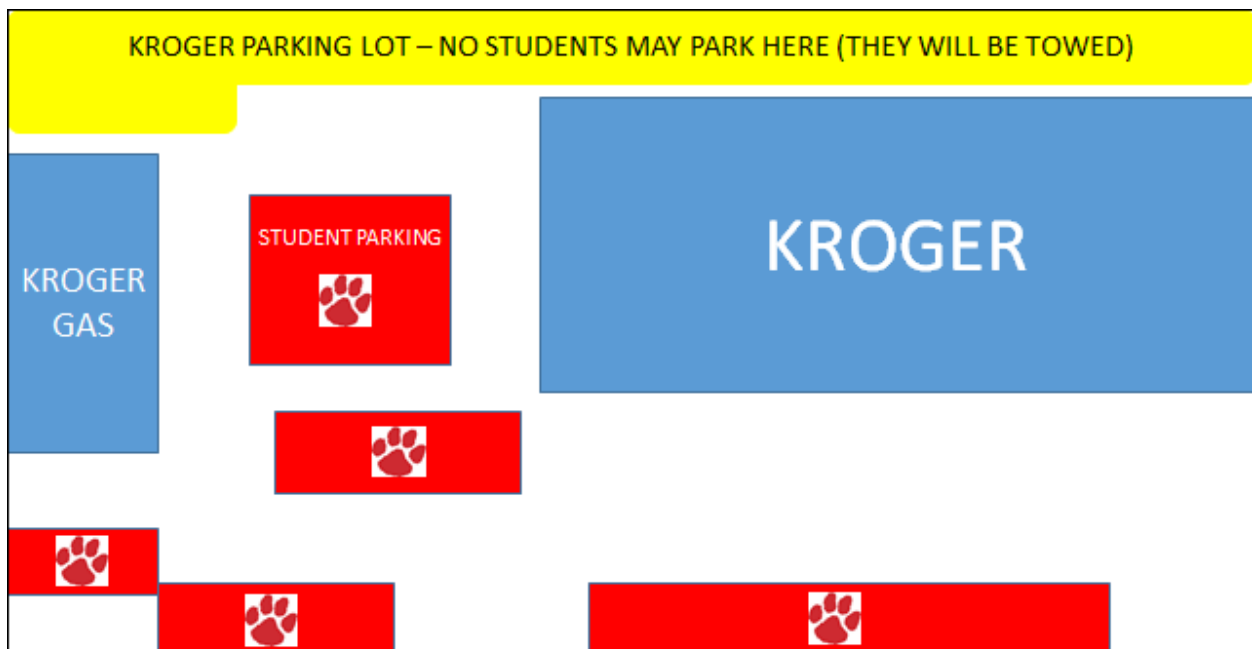 KROGER PARKING LOT – NO STUDENTS MAY PARK HERE (THEY WILL BE TOWED)
STUDENT PARKING
KROGER
KROGER
GAS